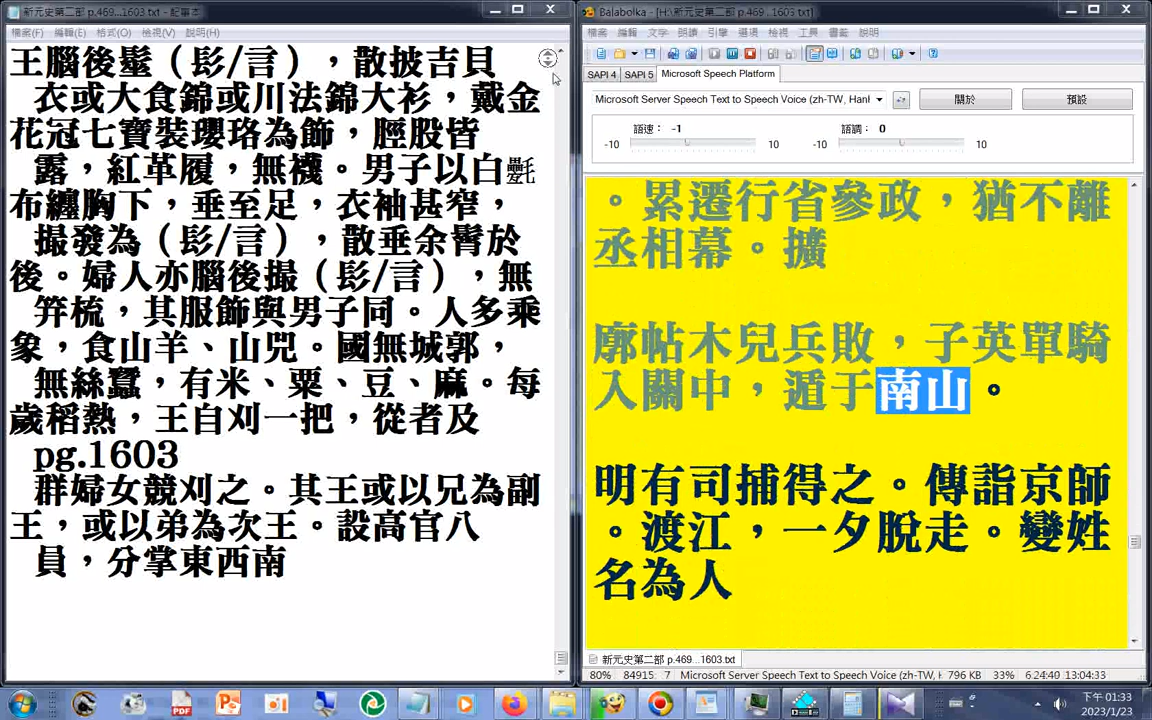 新元史第二部 p.469...1603 txt - 記事本
檔案(F) 編輯(E) 格式(O) 檢視(V) 說明(H)
王腦後髽（髟/言），散披吉貝
衣或大食錦或川法錦大衫，戴金
花冠七寶裝瓔珞為飾，脛股皆
露，紅革履，無襪。男子以白㲲
布纏胸下，垂至足，衣袖甚窄，
撮發為（髟/言），散垂余髾於
後。婦人亦腦後撮（髟/言），無
笄梳，其服飾與男子同。人多乘
象，食山羊、山兕。國無城郭，
無絲蠶，有米、粟、豆、麻。每
歲稻熱，王自刈一把，從者及
pg.1603
群婦女競刈之。其王或以兄為副
王，或以弟為次王。設高官八
員，分掌東西南
Balabolka - [H:\新元史第二部 p.469...1603 txt]
檔案 編輯 文字 朗讀 引擎 選項 檢視 工具 書籤 說明
SAPI 4 SAPI 5 Microsoft Speech Platform
Microsoft Server Speech Text to Speech Voice (zh-TW, Hanl
關於 預設
語速： -1 語調： 0
-10 10 -10 10
。累遷行省參政，猶不離
丞相幕。擴
廓帖木兒兵敗，子英單騎
入關中，遁于南山。
明有司捕得之。傳詣京師
。渡江，一夕脫走。變姓
名為人
新元史第二部 p.469...1603.txt
80% 84915: 7 Microsoft Speech Text to Speech Voice (zh-TW, H 796 KB 33% 6:24:40 13:04:33
下午 01:33
2023/1/23